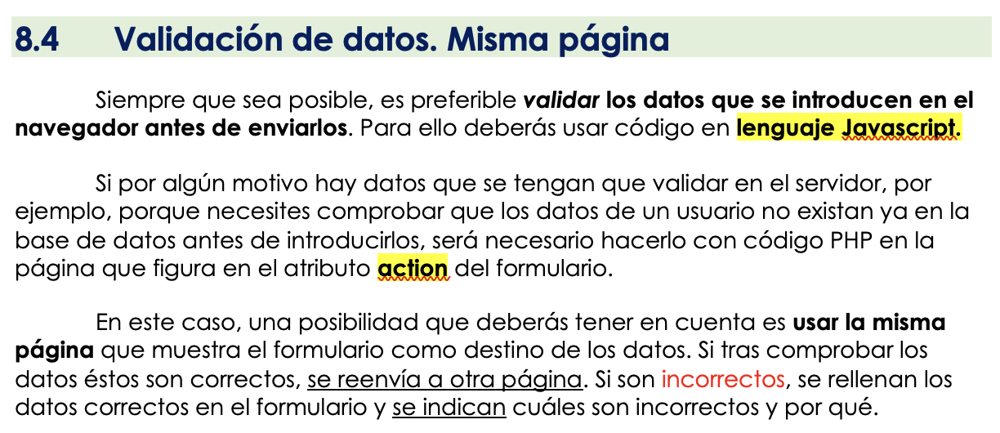 8.4 Validación de datos. Misma página
Siempre que sea posible, es preferible validar los datos que se introducen en el
navegador antes de enviarlos. Para ello deberás usar código en lenguaje Javascript.
Si por algún motivo hay datos que se tengan que validar en el servidor, por
ejemplo, porque necesites comprobar que los datos de un usuario no existan ya en la
base de datos antes de introducirlos, será necesario hacerlo con código PHP en la
página que figura en el atributo action del formulario.
En este caso, una posibilidad que deberás tener en cuenta es usar la misma
página que muestra el formulario como destino de los datos. Si tras comprobar los
datos éstos son correctos, se reenvía a otra página. Si son incorrectos, se rellenan los
datos correctos en el formulario y se indican cuáles son incorrectos y por qué.